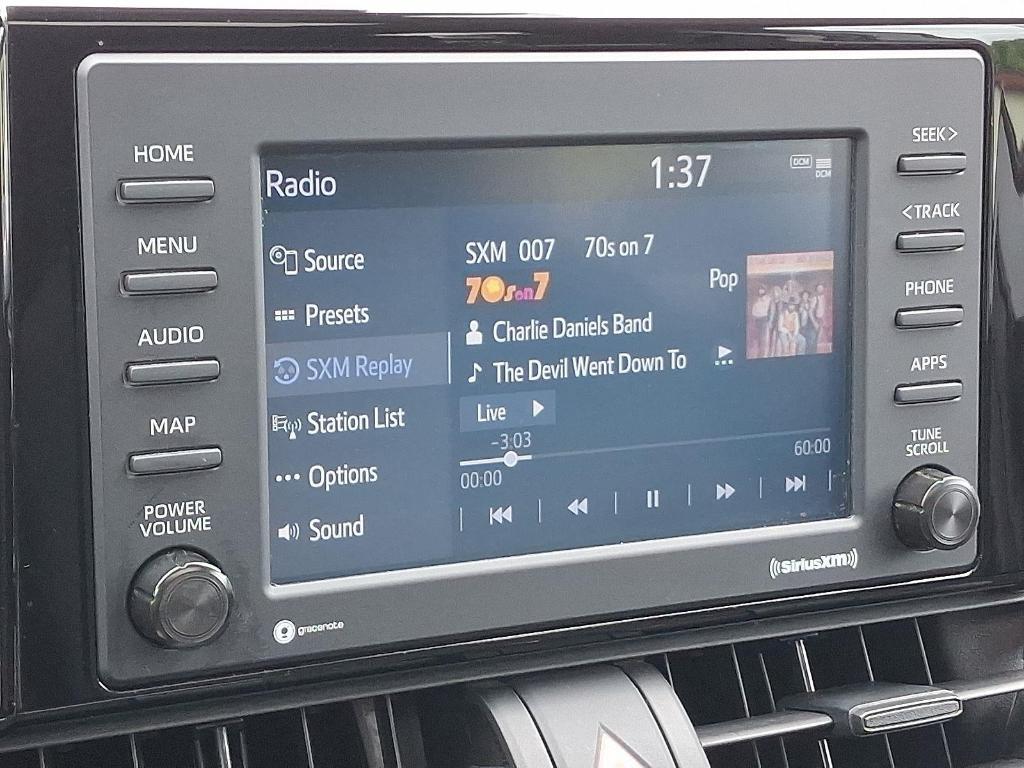 HOME
MENU
AUDIO
MAP
POWER
VOLUME
Radio
1:37
DCM
DCM
Source
Presets
SXM Replay
Station List
Options
Sound
SXM 007 70s on 7
70s on 7
Pop
Charlie Daniels Band
The Devil Went Down To
Live
-3:03
00:00
60:00
SEEK>
<TRACK
PHONE
APPS
TUNE
SCROLL
gracenote
((SiriusXM))